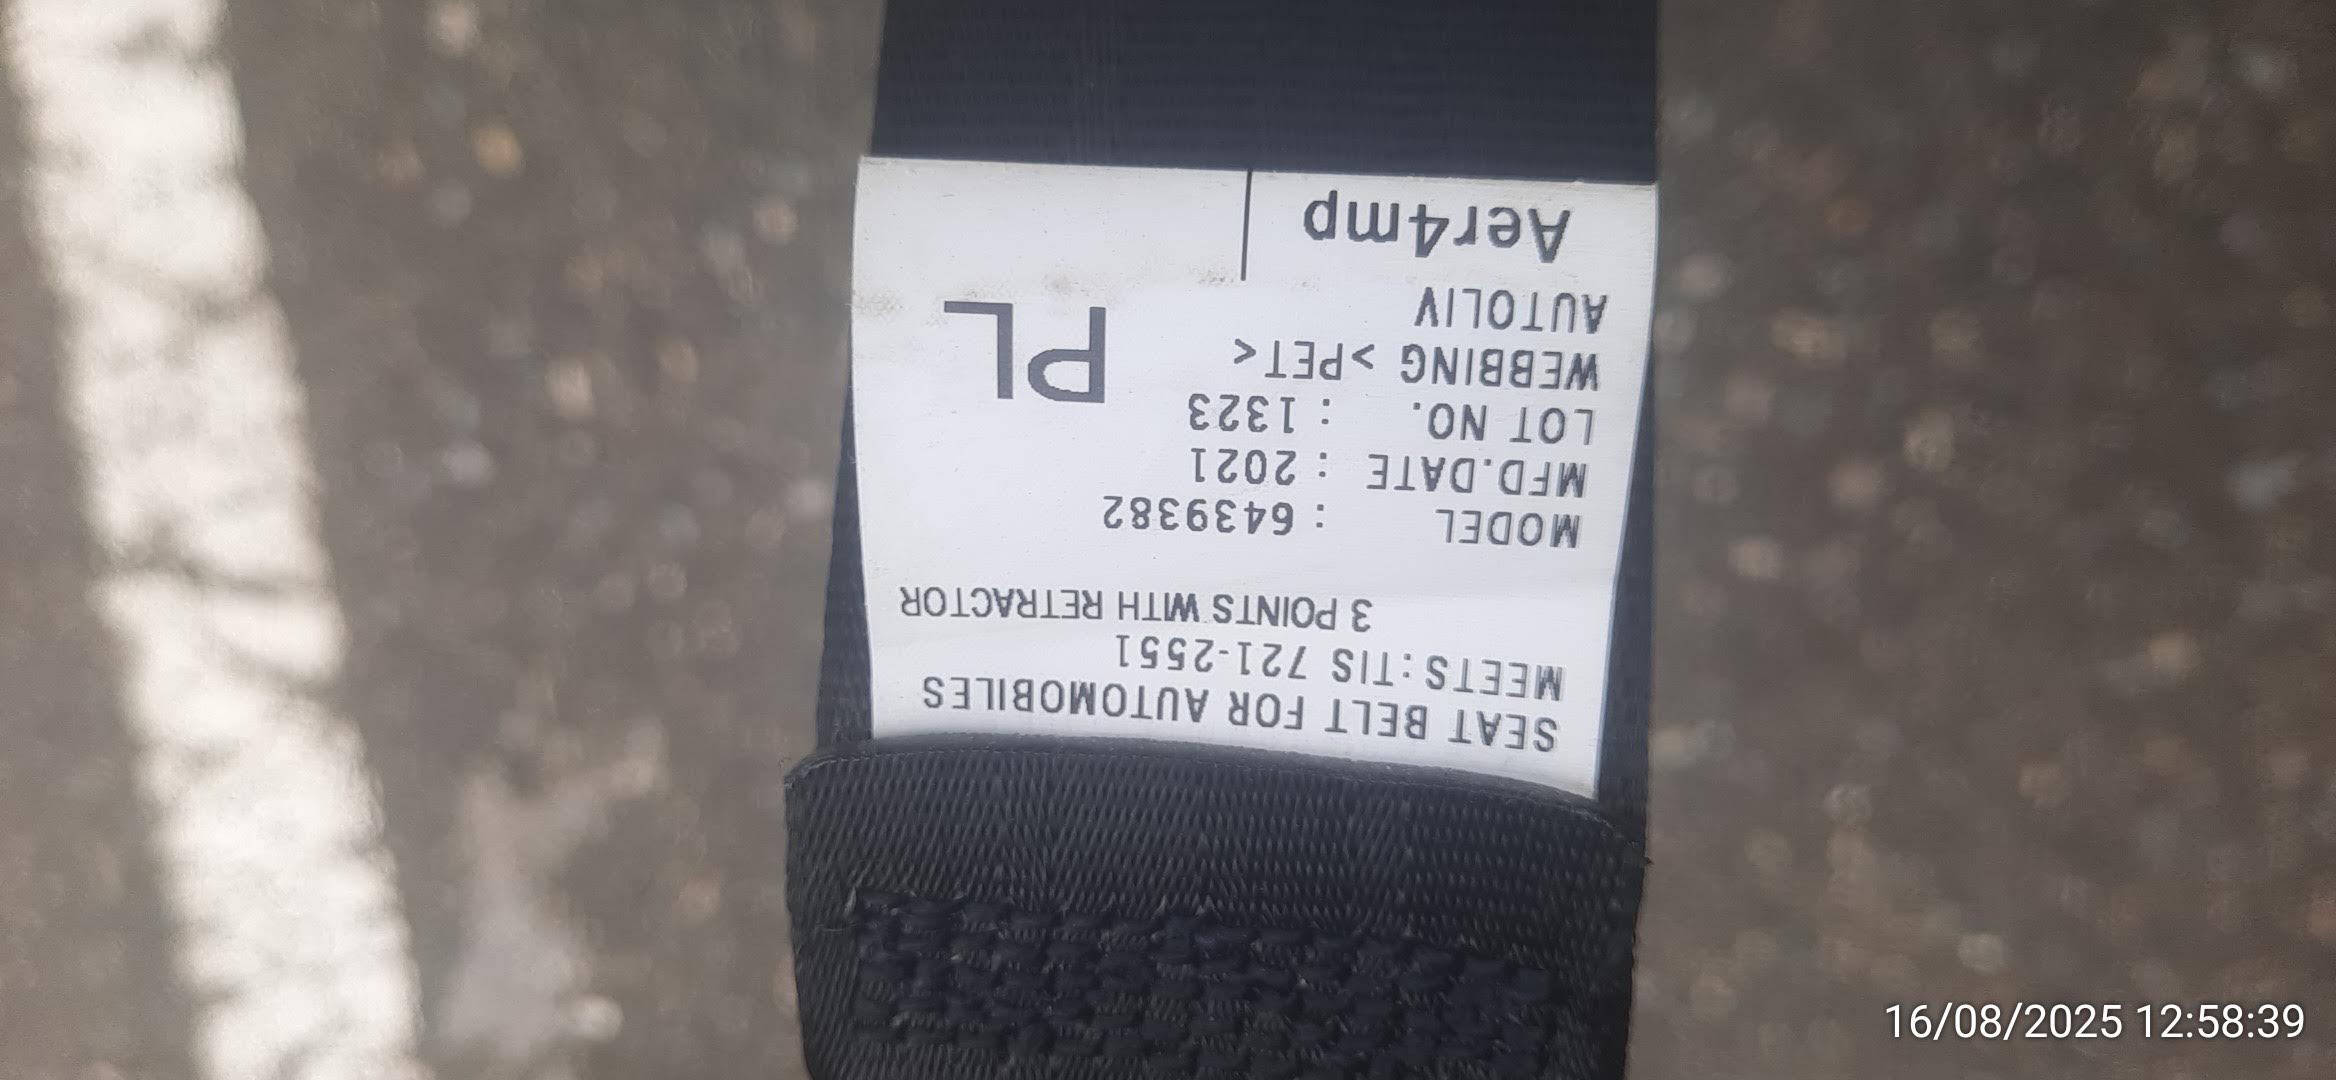 SEAT BELT FOR AUTOMOBILES
MEETS:TIS 721-2551
3 POINTS WITH RETRACTOR
MODEL : 6439382
MFD.DATE : 2021
LOT NO. : 1323
WEBBING >PET<
PL
AUTOLIV
Aer4mp
16/08/2025 12:58:39